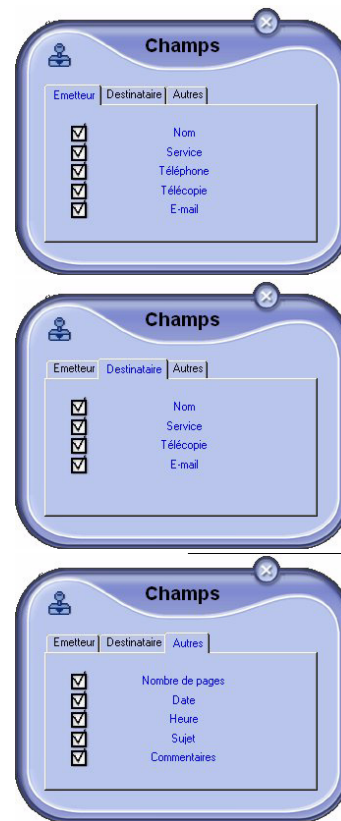 Champs
Emetteur Destinataire Autres
Nom
Service
Téléphone
Télécopie
E-mail
Champs
Emetteur Destinataire Autres
Nom
Service
Télécopie
E-mail
Champs
Emetteur Destinataire Autres
Nombre de pages
Date
Heure
Sujet
Commentaires